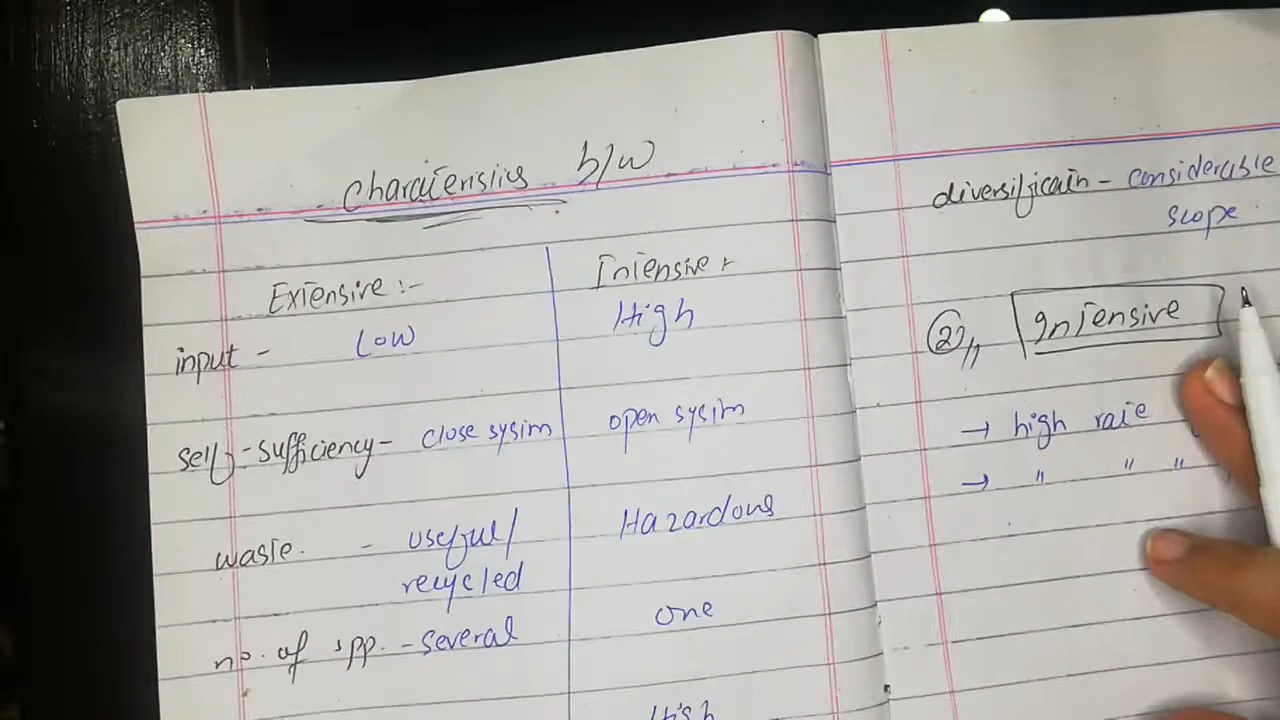 Characteristics b/w
Extensive :- Intensive :
input - Low High
self-sufficiency - close system open system
waste. - useful/ Hazardous
recycled
no. of spp. - several one
High
diversification - considerable
scope
② Intensive
→ high rate
→ " " "